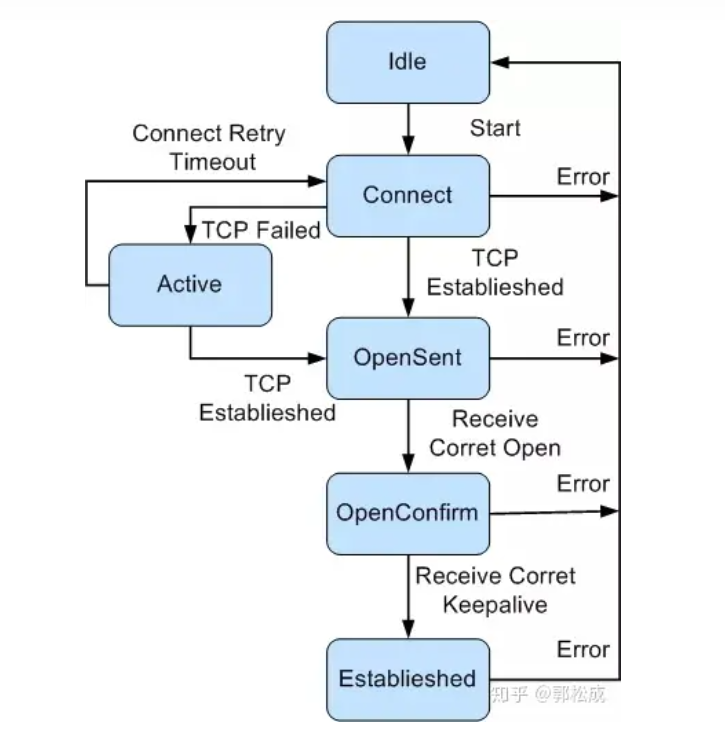 Idle
Start
Connect Retry
Timeout
Connect
Error
TCP Failed
Active
TCP
Establieshed
OpenSent
Error
TCP
Establieshed
Receive
Corret Open
OpenConfirm
Error
Receive Corret
Keepalive
Establieshed
Error
知乎 @郭松成